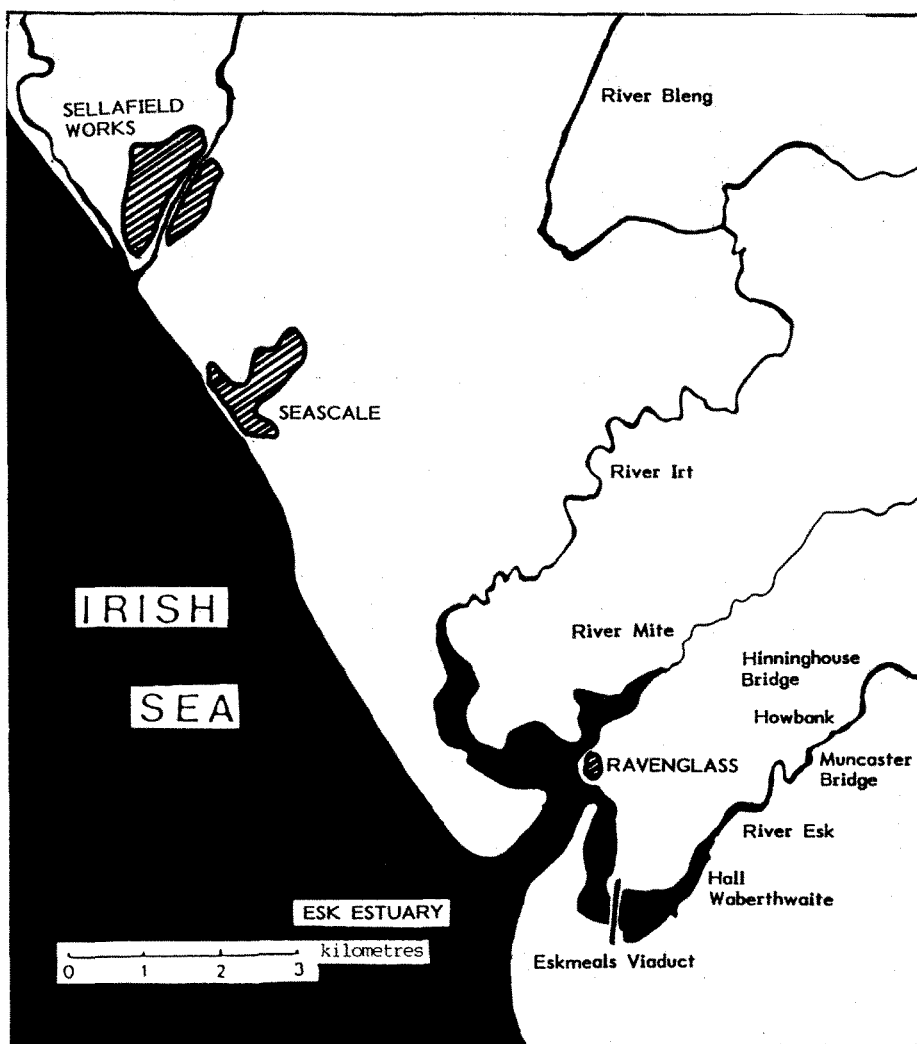 River Bleng
SELLAFIELD
WORKS
SEASCALE
River Irt
IRISH
SEA
River Mite
Hinninghouse
Bridge
Howbank
RAVENGLASS
Muncaster
Bridge
River Esk
Hall
Waberthwaite
ESK ESTUARY
kilometres
0 1 2 3
Eskmeals Viaduct